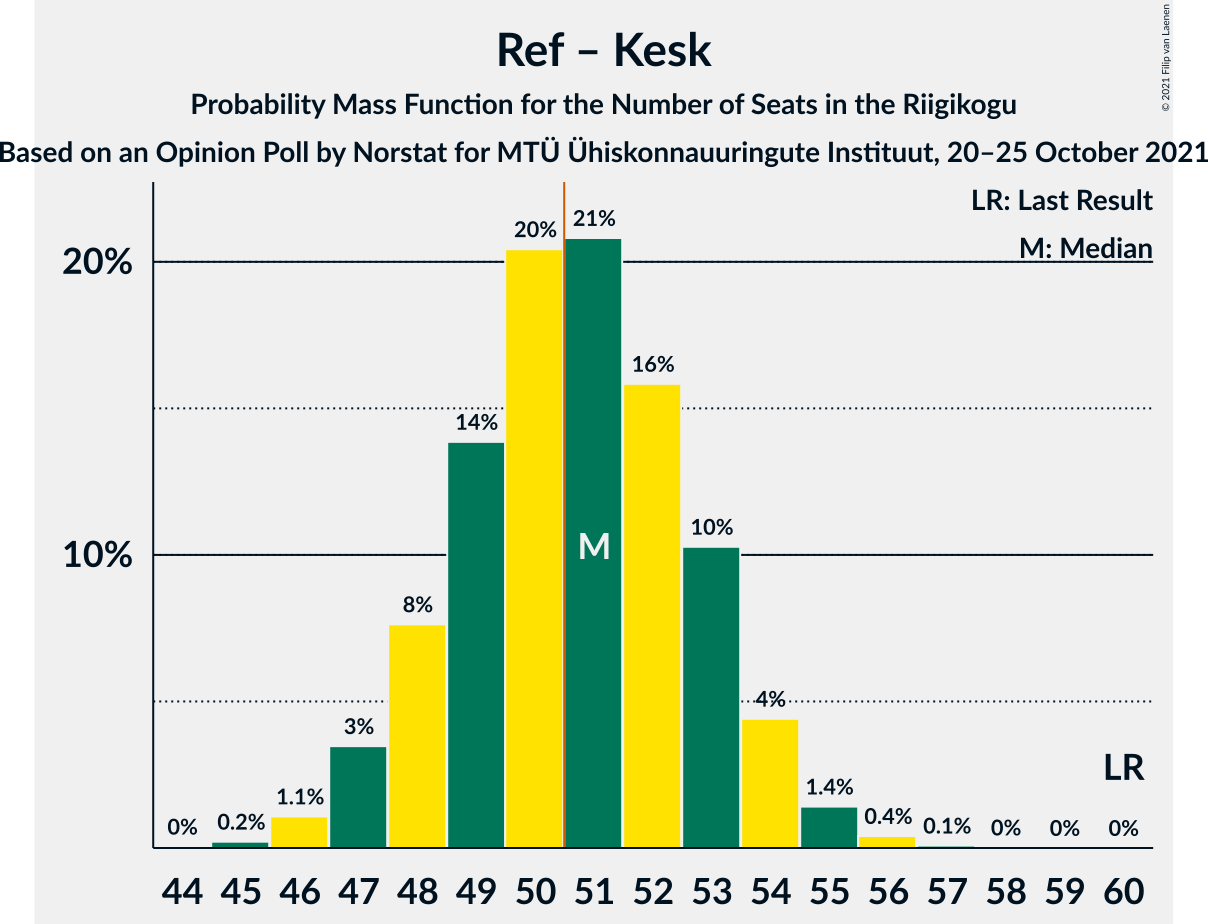 Ref – Kesk
Probability Mass Function for the Number of Seats in the Riigikogu
Based on an Opinion Poll by Norstat for MTÜ Ühiskonnauuringute Instituut, 20–25 October 2021
© 2021 Filip van Laenen
LR: Last Result
M: Median
20%
10%
0%
0.2%
1.1%
3%
8%
14%
20%
21%
16%
10%
4%
1.4%
0.4%
0.1%
0%
0%
0%
M
LR
44 45 46 47 48 49 50 51 52 53 54 55 56 57 58 59 60